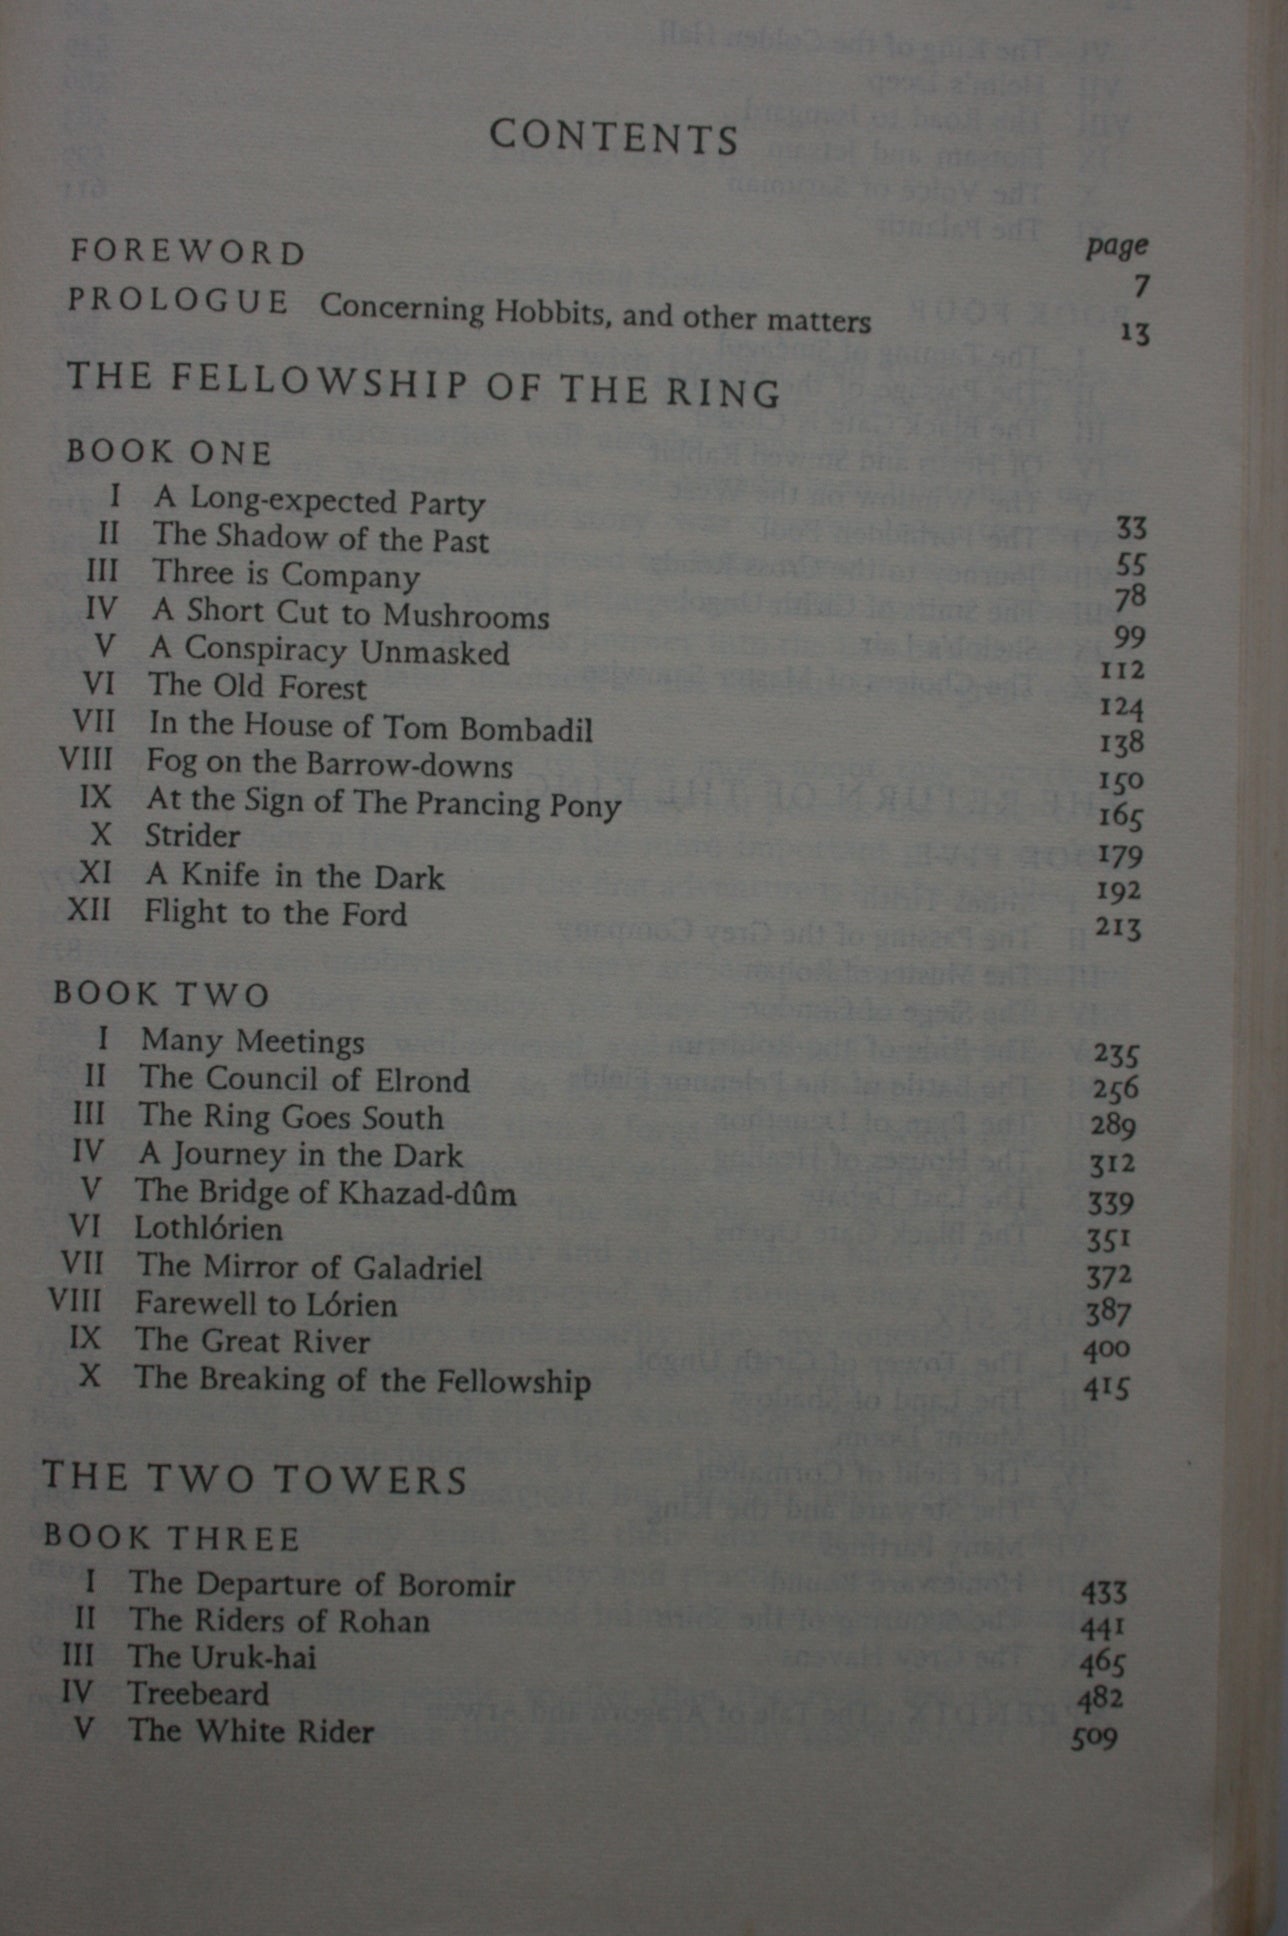 CONTENTS
page
FOREWORD 7
PROLOGUE Concerning Hobbits, and other matters 13
THE FELLOWSHIP OF THE RING
BOOK ONE
I A Long-expected Party 33
II The Shadow of the Past 55
III Three is Company 78
IV A Short Cut to Mushrooms 99
V A Conspiracy Unmasked 112
VI The Old Forest 124
VII In the House of Tom Bombadil 138
VIII Fog on the Barrow-downs 150
IX At the Sign of The Prancing Pony 165
X Strider 179
XI A Knife in the Dark 192
XII Flight to the Ford 213
BOOK TWO
I Many Meetings 235
II The Council of Elrond 256
III The Ring Goes South 289
IV A Journey in the Dark 312
V The Bridge of Khazad-dûm 339
VI Lothlórien 351
VII The Mirror of Galadriel 372
VIII Farewell to Lórien 387
IX The Great River 400
X The Breaking of the Fellowship 415
THE TWO TOWERS
BOOK THREE
I The Departure of Boromir 433
II The Riders of Rohan 441
III The Uruk-hai 465
IV Treebeard 482
V The White Rider 509